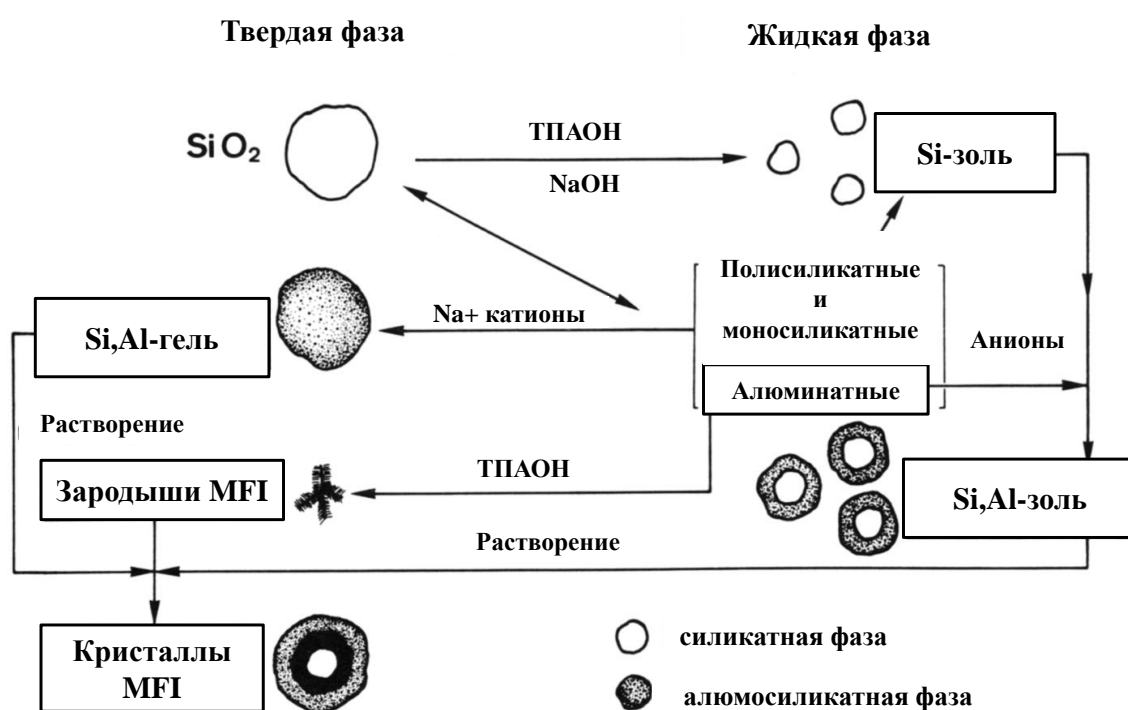 Твердая фаза
Жидкая фаза
SiO₂
ТПАОН
NaOH
Si-золь
Полисиликатные
и
моносиликатные
Na+ катионы
Si,Al-гель
Анионы
Алюминатные
Растворение
ТПАОН
Зародыши MFI
Si,Al-золь
Растворение
Кристаллы
MFI
силикатная фаза
алюмосиликатная фаза